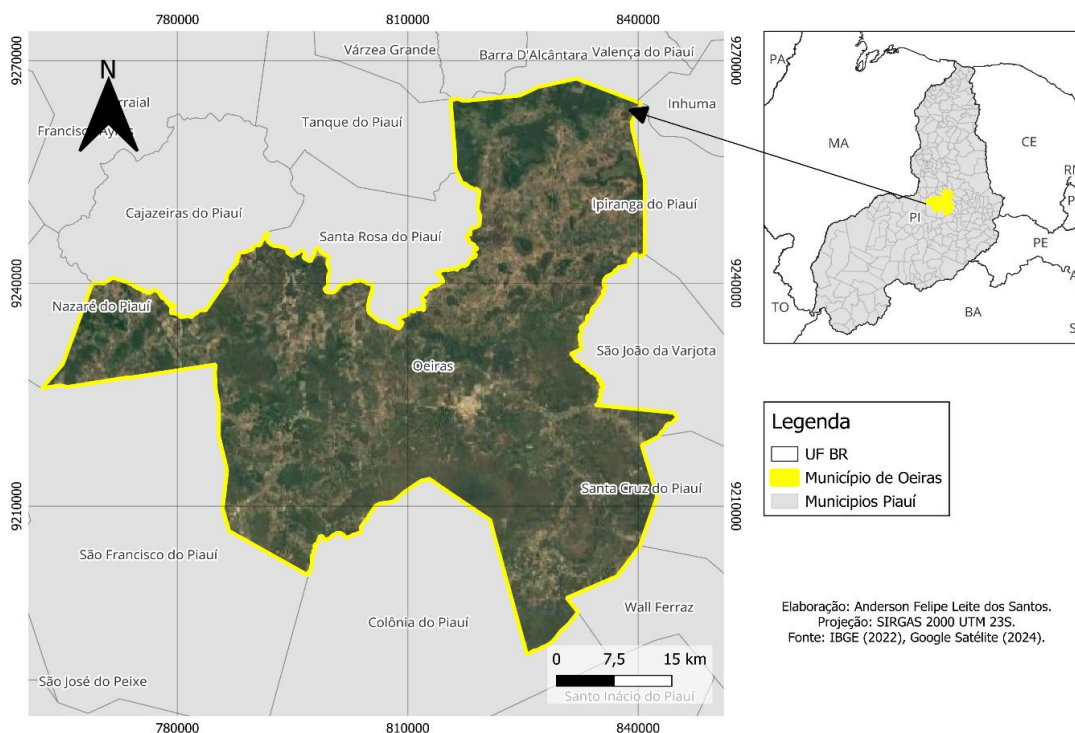 780000
810000
840000
9270000
9270000
Várzea Grande
Barra D'Alcântara
Valença do Piauí
N
Inhuma
Tanque do Piauí
Cajazeiras do Piauí
Ipiranga do Piauí
Santa Rosa do Piauí
9240000
9240000
Nazaré do Piauí
São João da Varjota
Oeiras
Santa Cruz do Piauí
9210000
9210000
São Francisco do Piauí
Wall Ferraz
Colônia do Piauí
0 7,5 15 km
São José do Peixe
Santo Inácio do Piauí
780000
810000
840000
PA
MA
CE
PI
PE
TO
BA
Legenda
UF BR
Município de Oeiras
Municipios Piauí
Elaboração: Anderson Felipe Leite dos Santos.
Projeção: SIRGAS 2000 UTM 23S.
Fonte: IBGE (2022), Google Satélite (2024).